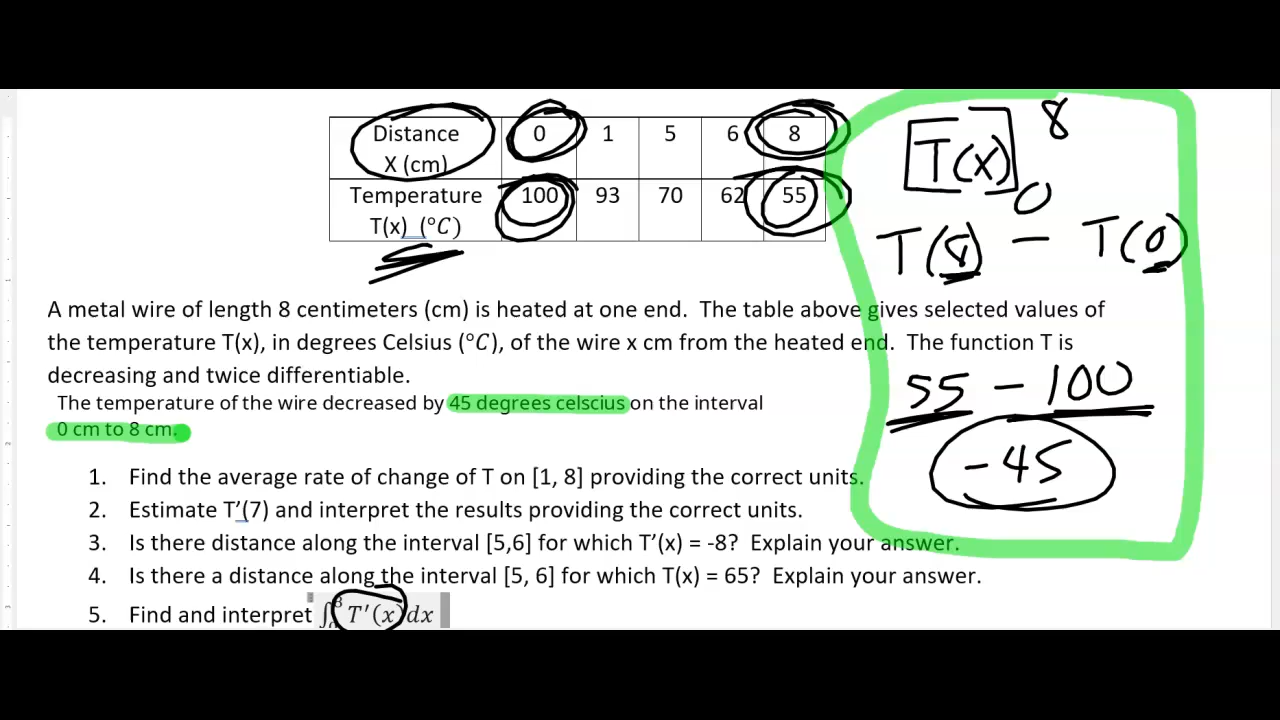 Distance 0 1 5 6 8
X (cm)
Temperature 100 93 70 62 55
T(x) (°C)
T(x)] 8
0
T(8) - T(0)
55 - 100
-45
A metal wire of length 8 centimeters (cm) is heated at one end. The table above gives selected values of
the temperature T(x), in degrees Celsius (°C), of the wire x cm from the heated end. The function T is
decreasing and twice differentiable.
The temperature of the wire decreased by 45 degrees celscius on the interval
0 cm to 8 cm.
1. Find the average rate of change of T on [1, 8] providing the correct units.
2. Estimate T'(7) and interpret the results providing the correct units.
3. Is there distance along the interval [5,6] for which T'(x) = -8? Explain your answer.
4. Is there a distance along the interval [5, 6] for which T(x) = 65? Explain your answer.
5. Find and interpret ∫₀⁸ T'(x)dx